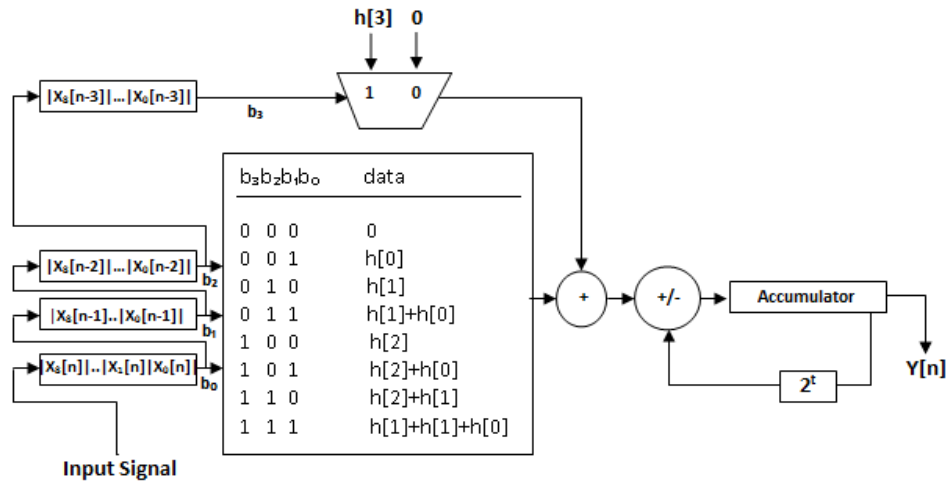 h[3] 0
1 0
|X₈[n-3]|...|X₀[n-3]|
b₃
b₃b₂b₁b₀ data
0 0 0 0
0 0 1 h[0]
0 1 0 h[1]
0 1 1 h[1]+h[0]
1 0 0 h[2]
1 0 1 h[2]+h[0]
1 1 0 h[2]+h[1]
1 1 1 h[1]+h[1]+h[0]
|X₈[n-2]|...|X₀[n-2]|
b₂
|X₈[n-1]..|X₀[n-1]|
b₁
|X₈[n]|..|X₁[n]|X₀[n]|
b₀
Input Signal
+
+/-
Accumulator
2ᵗ
Y[n]